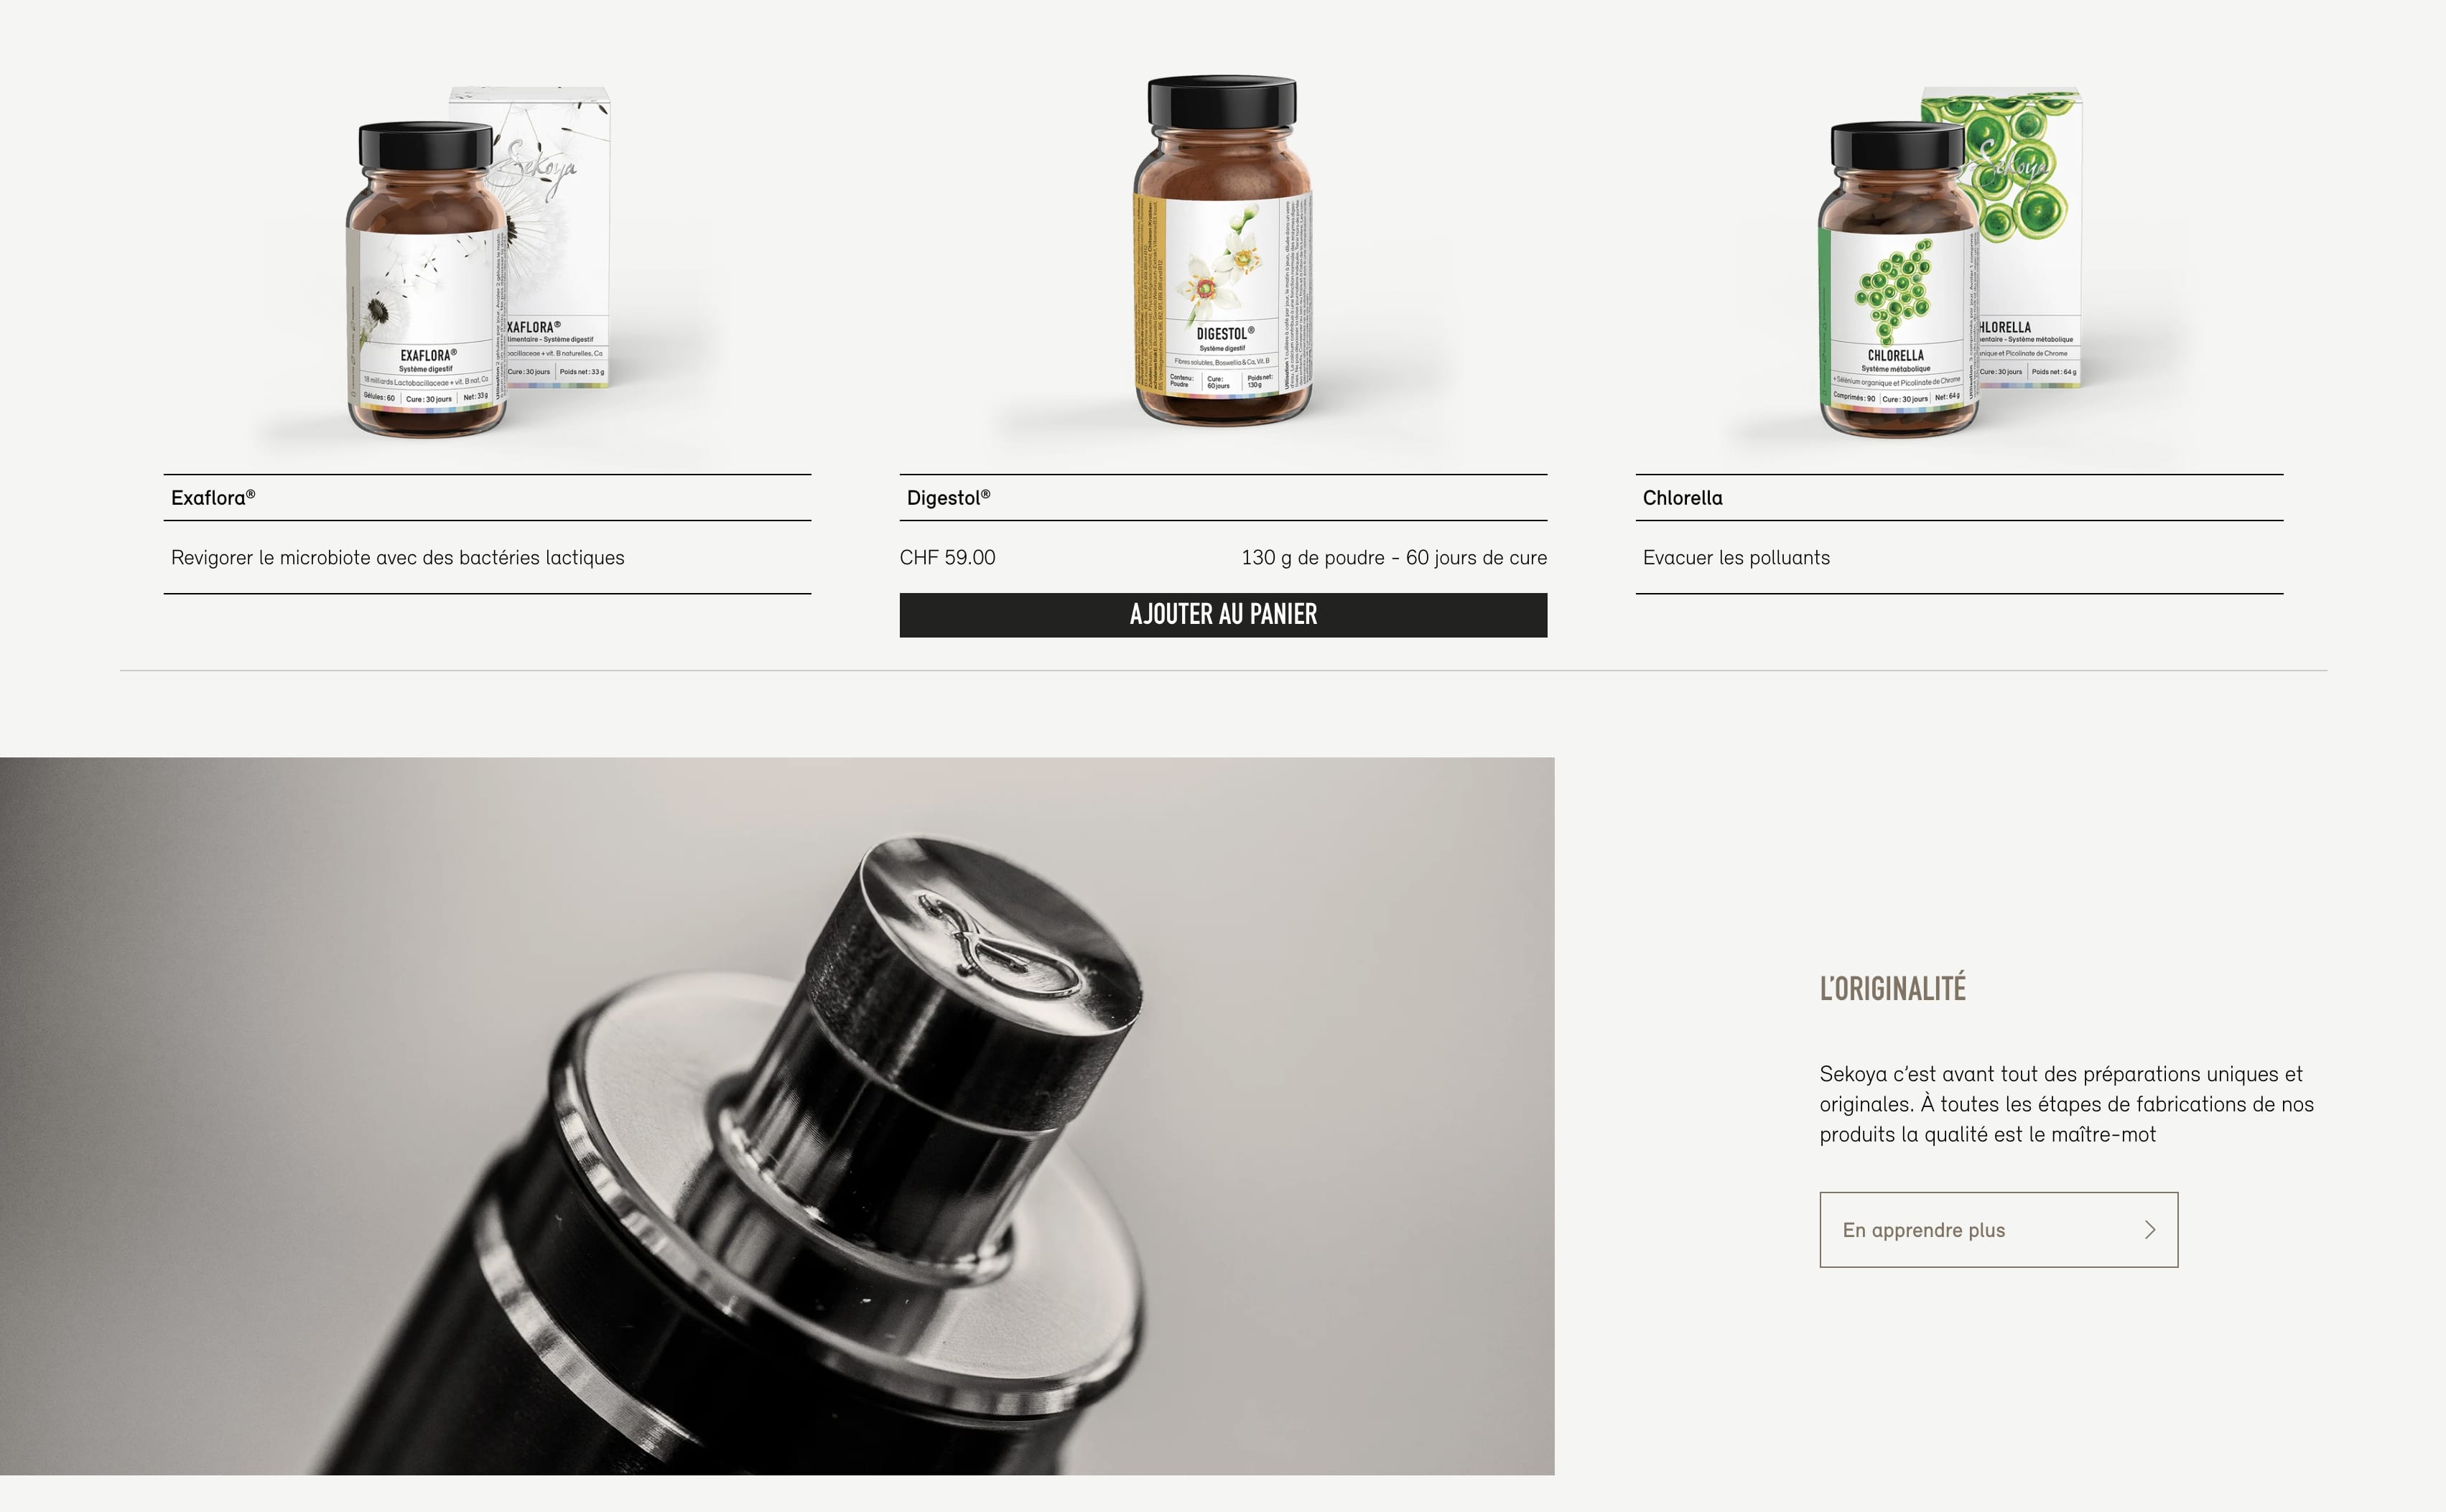 Sekoya
XAFLORA®
limentaire - Système digestif
bacillaceae + vit. B naturelles, Ca
Cure : 30 jours
Poids net : 33 g
EXAFLORA®
Système digestif
18 milliards Lactobacillaceae + vit. B nat, Ca
Gélules : 60
Cure : 30 jours
Net : 33 g
DIGESTOL®
Système digestif
Fibres solubles, Boswellia & Ca, Vit. B
Contenu : Poudre
Cure : 60 jours
Poids net : 130 g
Sekoya
HLORELLA
mentaire - Système métabolique
nique et Picolinate de Chrome
Cure : 30 jours
Poids net : 64 g
CHLORELLA
Système métabolique
+ Sélénium organique et Picolinate de Chrome
Comprimés : 90
Cure : 30 jours
Net : 64 g
Exaflora®
Revigorer le microbiote avec des bactéries lactiques
Digestol®
CHF 59.00
130 g de poudre - 60 jours de cure
AJOUTER AU PANIER
Chlorella
Evacuer les polluants
L'ORIGINALITÉ
Sekoya c'est avant tout des préparations uniques et
originales. À toutes les étapes de fabrications de nos
produits la qualité est le maître-mot
En apprendre plus